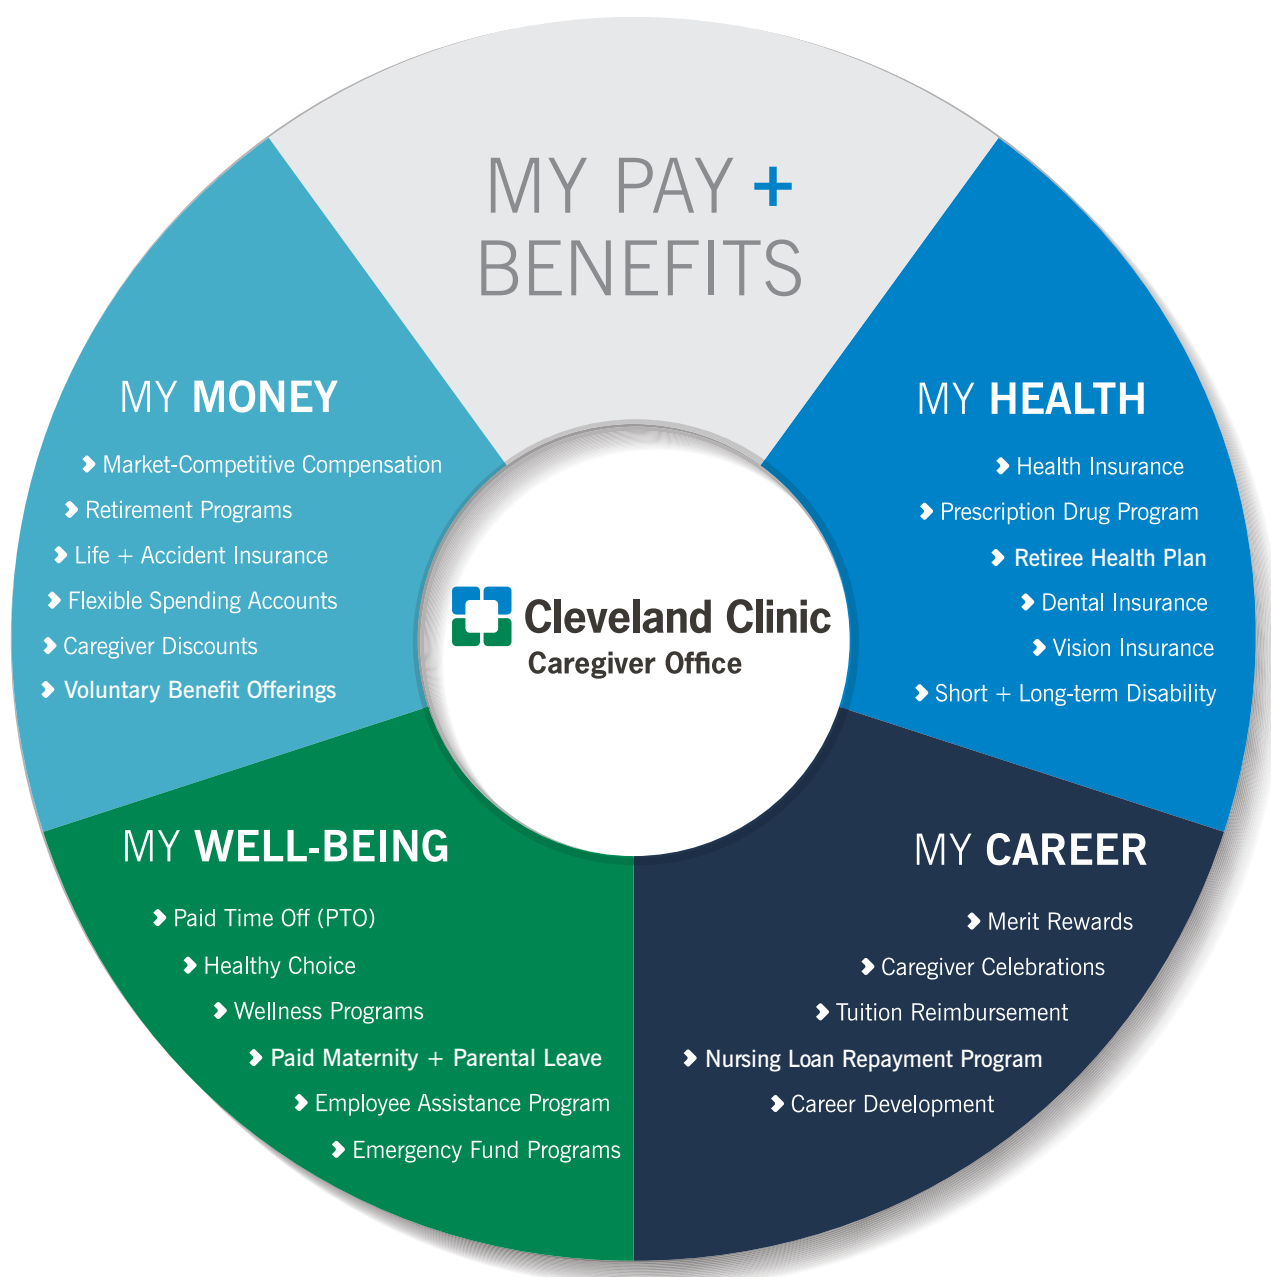 MY PAY +
BENEFITS
MY MONEY
Market-Competitive Compensation
Retirement Programs
Life + Accident Insurance
Flexible Spending Accounts
Caregiver Discounts
Voluntary Benefit Offerings
MY HEALTH
Health Insurance
Prescription Drug Program
Retiree Health Plan
Dental Insurance
Vision Insurance
Short + Long-term Disability
Cleveland Clinic
Caregiver Office
MY WELL-BEING
Paid Time Off (PTO)
Healthy Choice
Wellness Programs
Paid Maternity + Parental Leave
Employee Assistance Program
Emergency Fund Programs
MY CAREER
Merit Rewards
Caregiver Celebrations
Tuition Reimbursement
Nursing Loan Repayment Program
Career Development